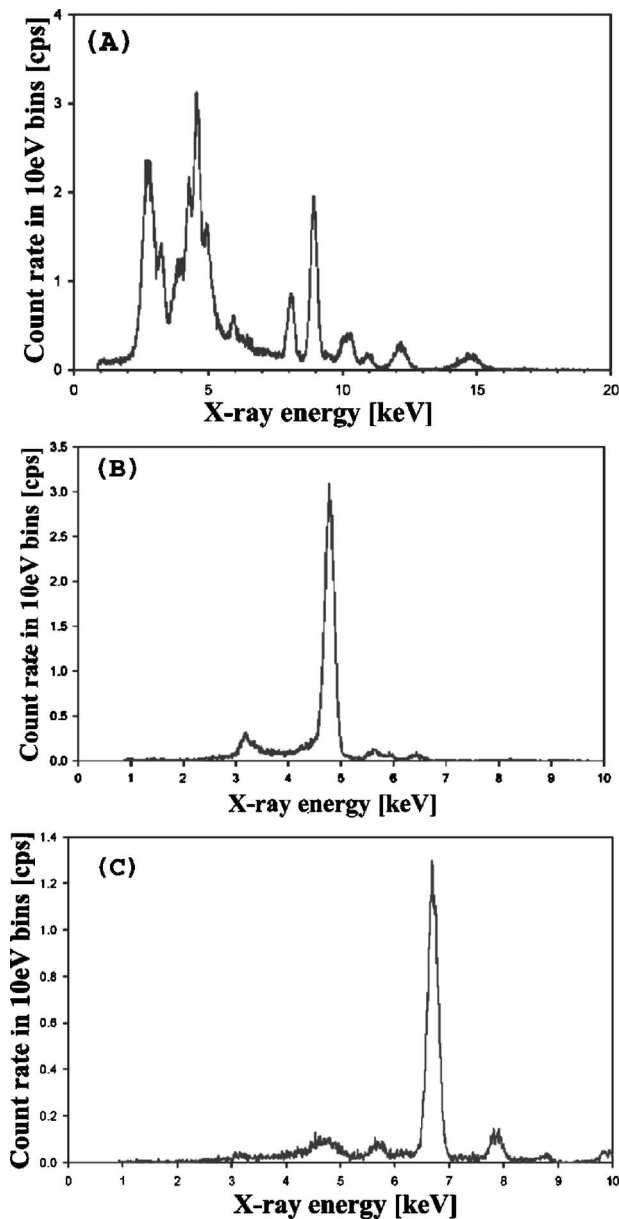 (A)
Count rate in 10eV bins [cps]
4
3
2
1
0
0 5 10 15 20
X-ray energy [keV]
(B)
Count rate in 10eV bins [cps]
3.5
3.0
2.5
2.0
1.5
1.0
0.5
0.0
0 1 2 3 4 5 6 7 8 9 10
X-ray energy [keV]
(C)
Count rate in 10eV bins [cps]
1.4
1.2
1.0
0.8
0.6
0.4
0.2
0.0
0 1 2 3 4 5 6 7 8 9 10
X-ray energy [keV]